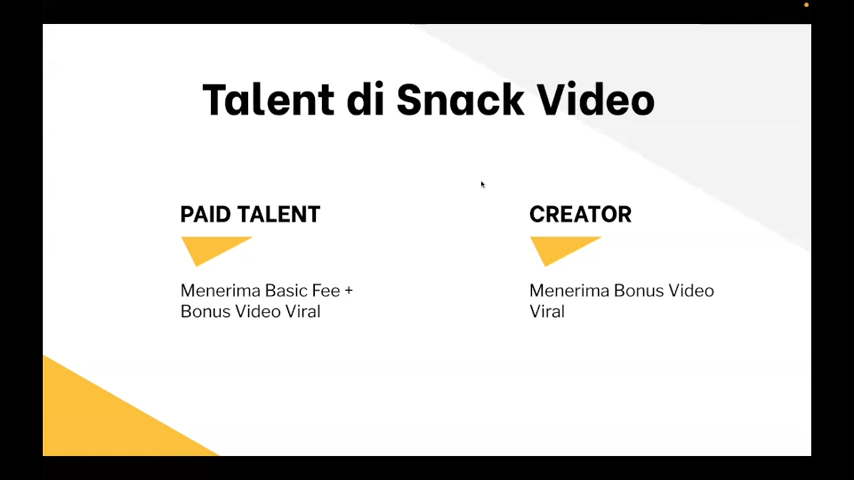 Talent di Snack Video
PAID TALENT
Menerima Basic Fee +
Bonus Video Viral
CREATOR
Menerima Bonus Video
Viral